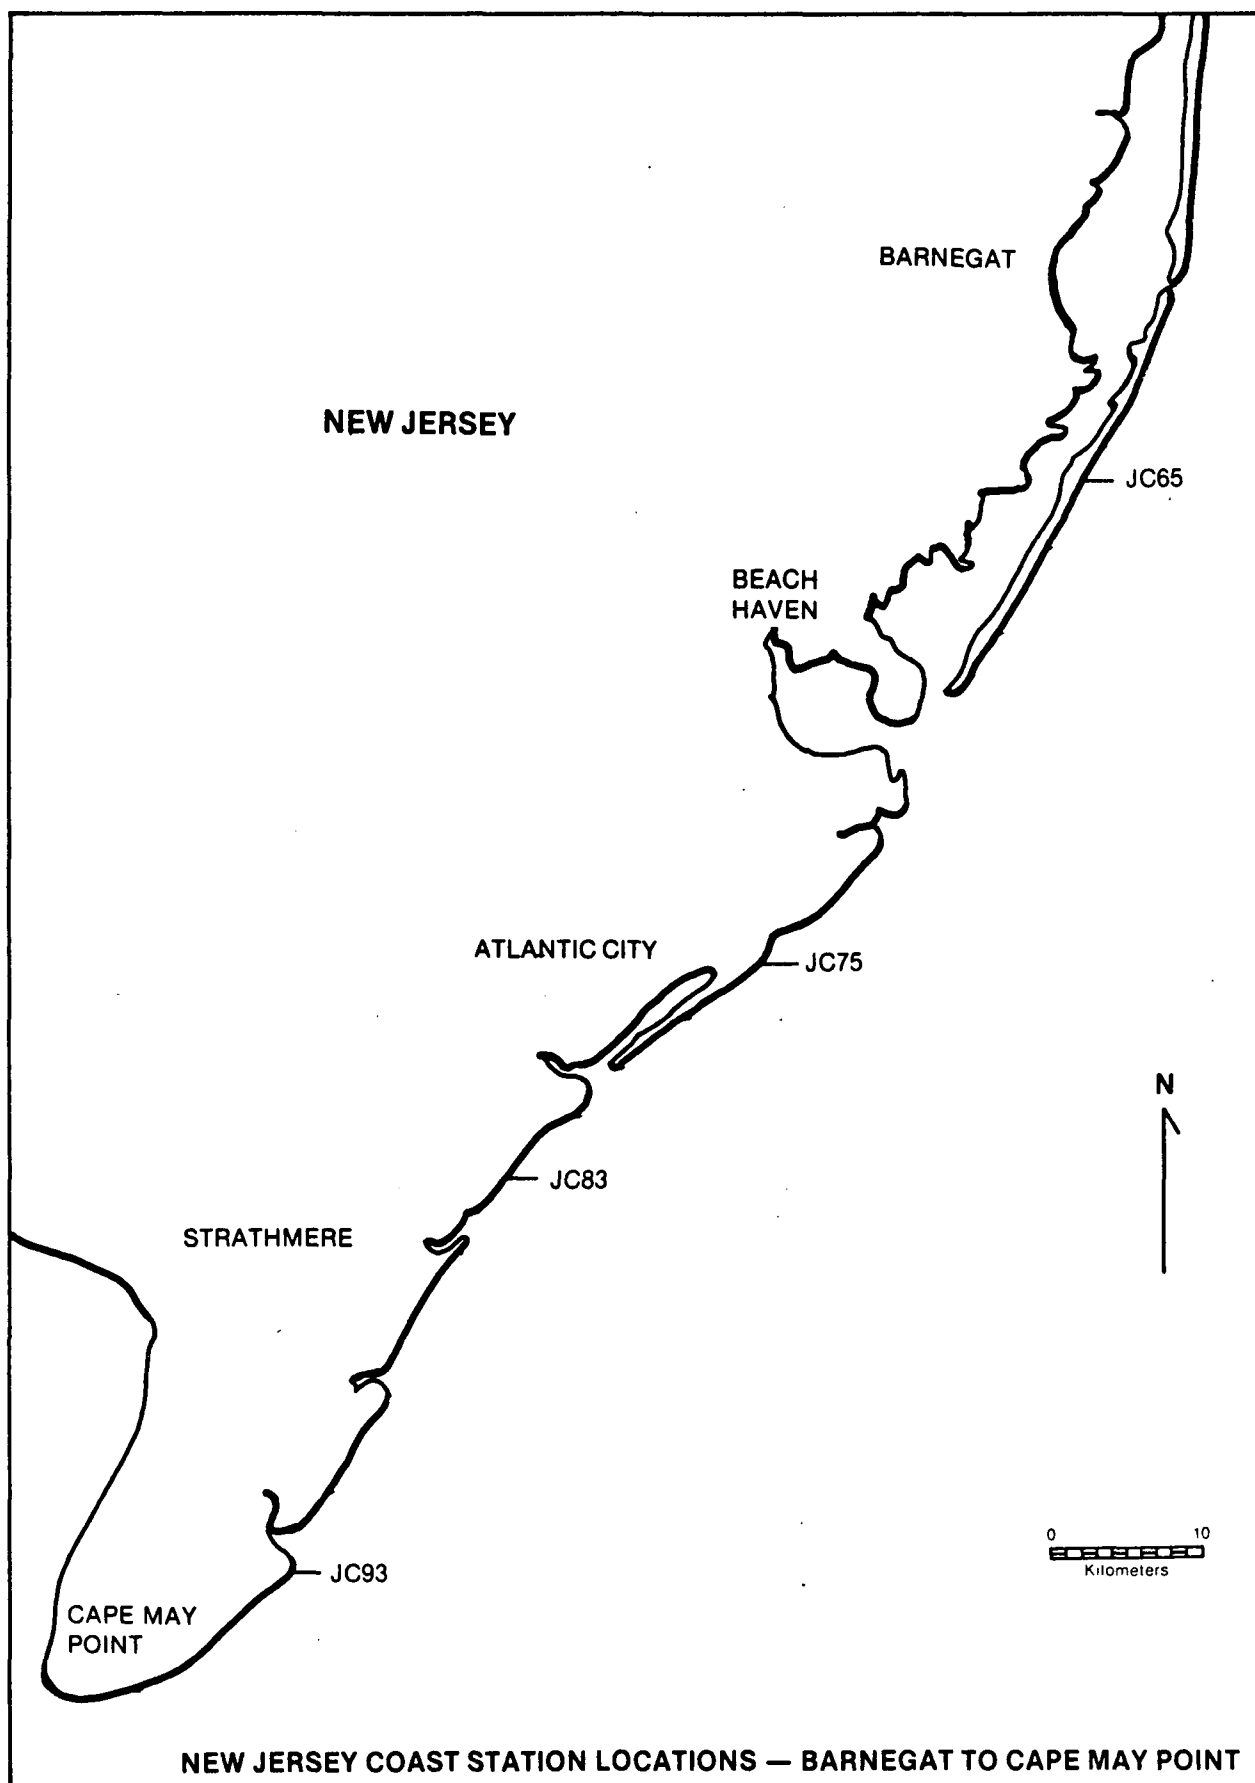 BARNEGAT
NEW JERSEY
JC65
BEACH
HAVEN
ATLANTIC CITY
JC75
N
JC83
STRATHMERE
0 10
Kilometers
JC93
CAPE MAY
POINT
NEW JERSEY COAST STATION LOCATIONS — BARNEGAT TO CAPE MAY POINT